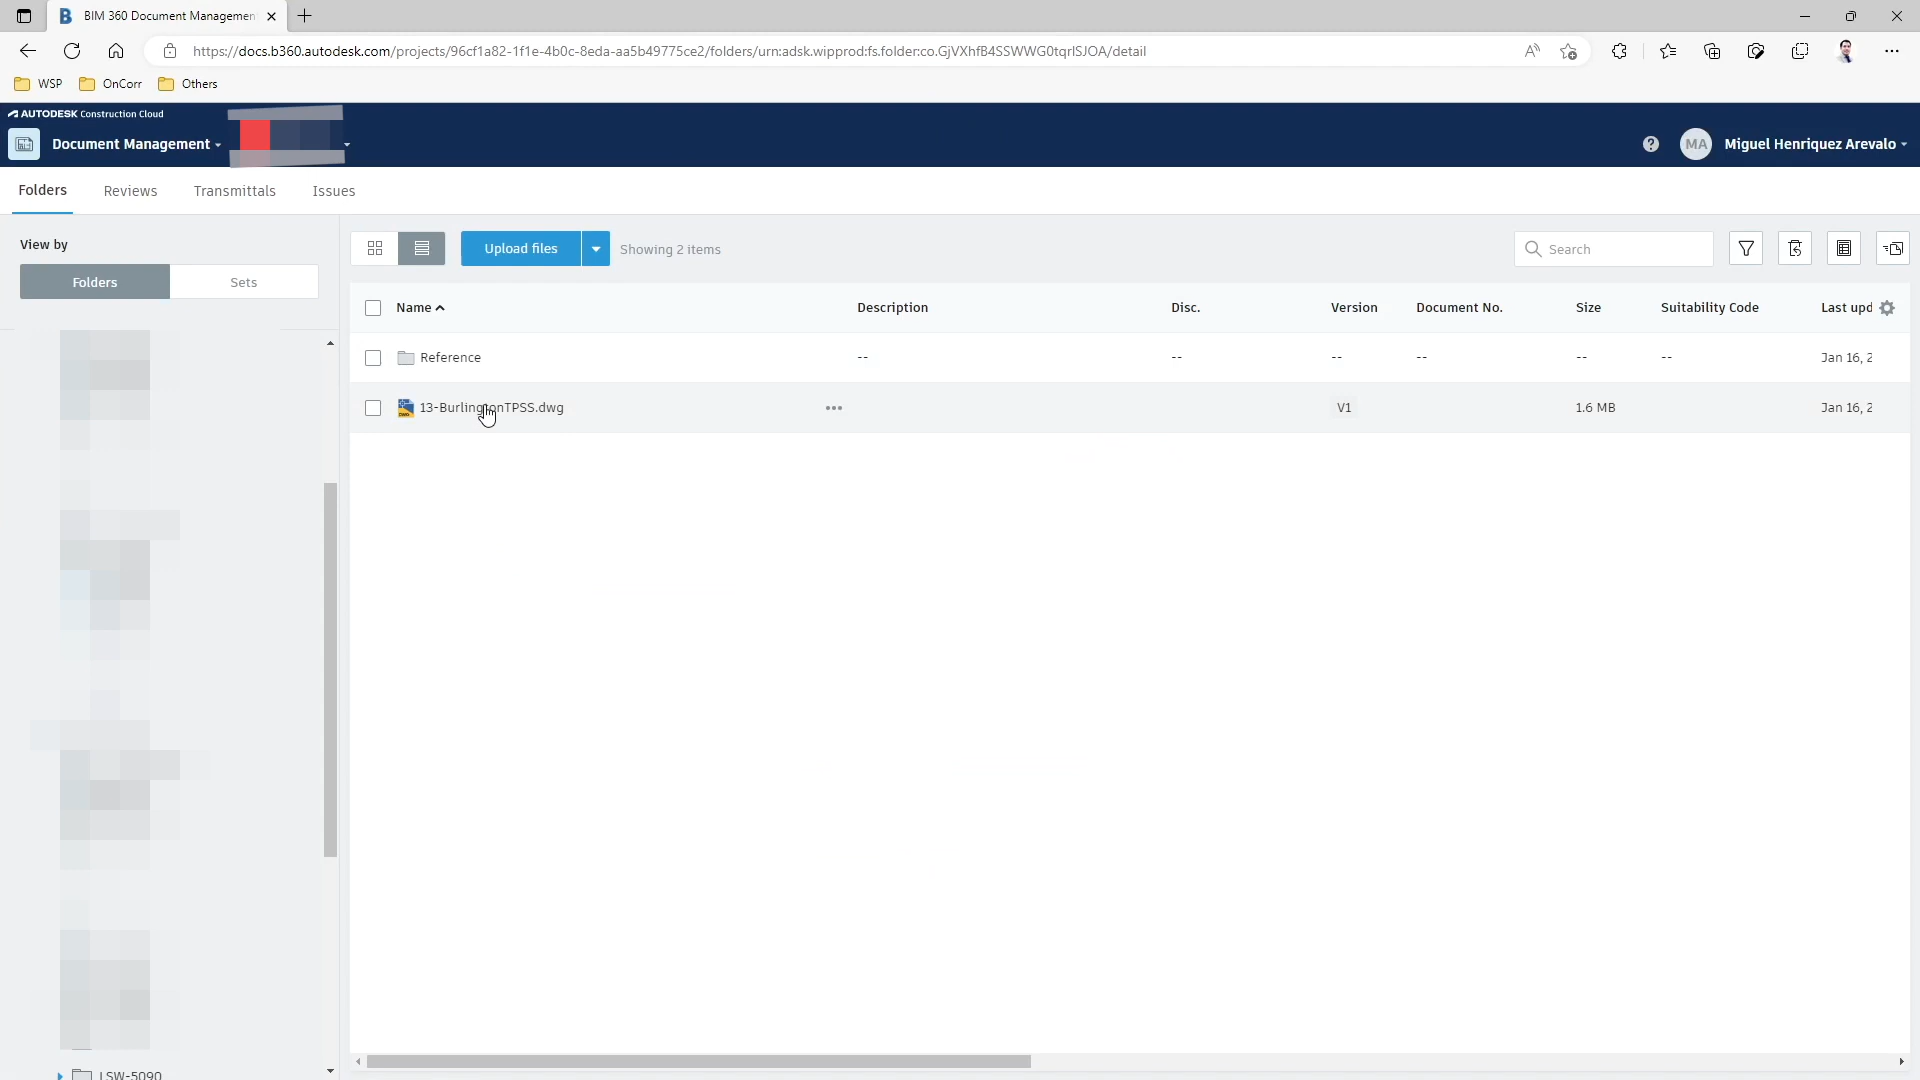 BIM 360 Document Managemen
https://docs.b360.autodesk.com/projects/96cf1a82-1f1e-4b0c-8eda-aa5b49775ce2/folders/urn:adsk.wipprod:fs.folder:co.GjVXhfB4SSWWG0tqrISJOA/detail
WSP OnCorr Others
AUTODESK Construction Cloud
Document Management
MA Miguel Henriquez Arevalo
Folders Reviews Transmittals Issues
View by
Folders Sets
Upload files Showing 2 items Search
Name Description Disc. Version Document No. Size Suitability Code Last upd
Reference -- -- -- -- -- -- Jan 16, 2
13-BurlingtonTPSS.dwg ••• V1 1.6 MB Jan 16, 2
LSW-5090